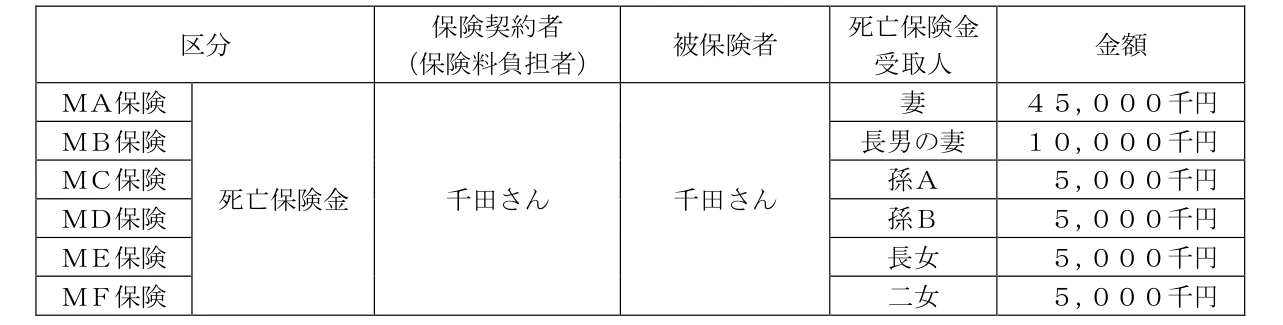 区分 保険契約者（保険料負担者） 被保険者 死亡保険金受取人 金額
ＭＡ保険 死亡保険金 千田さん 千田さん 妻 ４５，０００千円
ＭＢ保険 長男の妻 １０，０００千円
ＭＣ保険 孫Ａ ５，０００千円
ＭＤ保険 孫Ｂ ５，０００千円
ＭＥ保険 長女 ５，０００千円
ＭＦ保険 二女 ５，０００千円